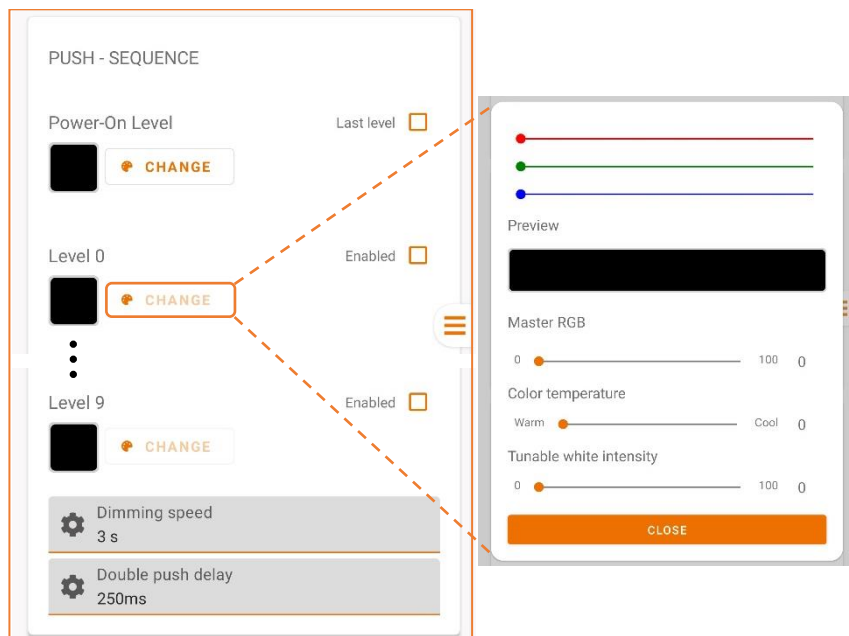 PUSH - SEQUENCE
Power-On Level
Last level
CHANGE
Level 0
Enabled
CHANGE
Level 9
Enabled
CHANGE
Dimming speed
3 s
Double push delay
250ms
Preview
Master RGB
0 100 0
Color temperature
Warm Cool 0
Tunable white intensity
0 100 0
CLOSE